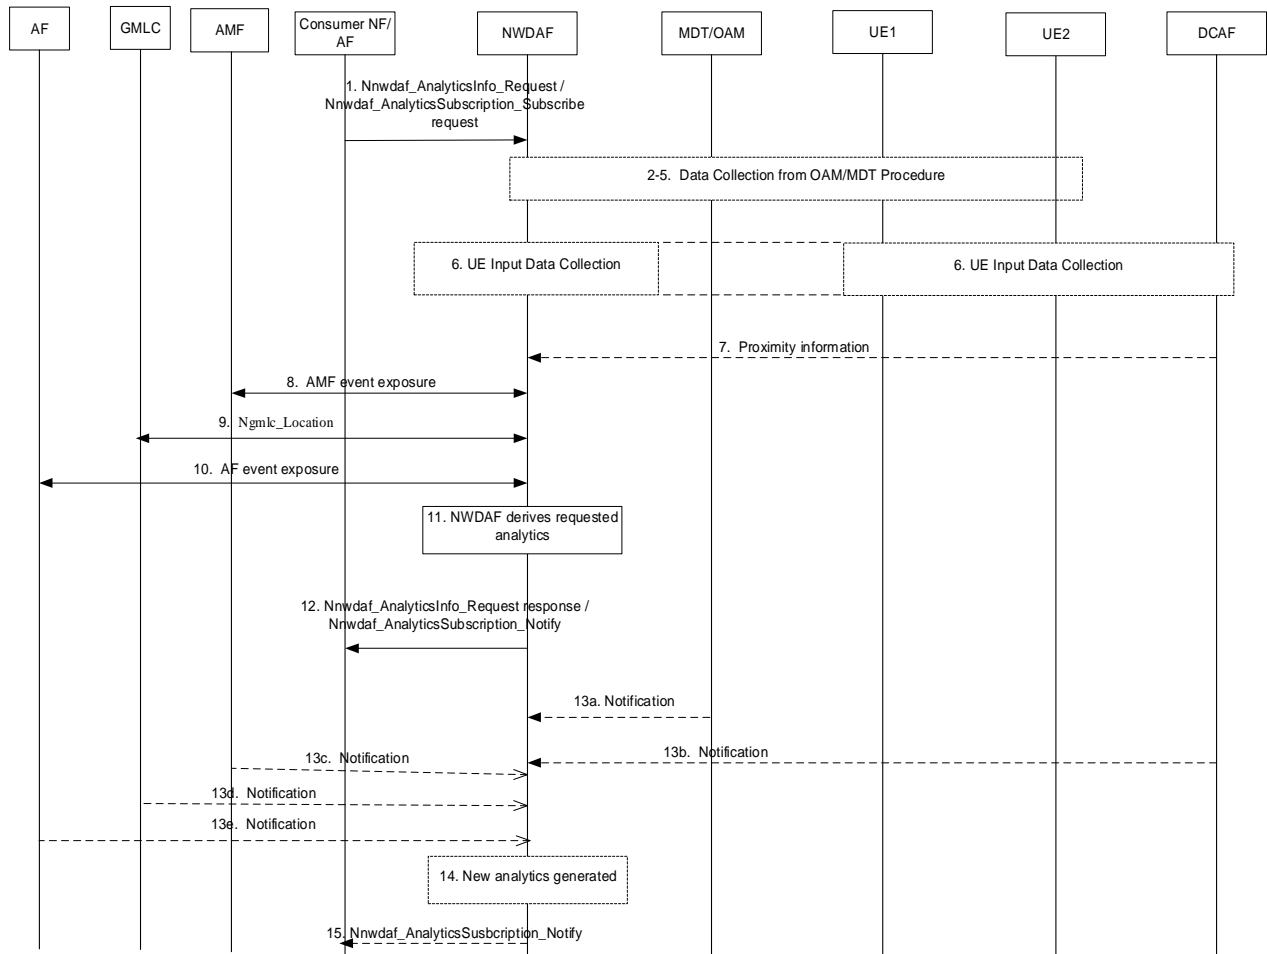 AF
GMLC
AMF
Consumer NF/
AF
NWDAF
MDT/OAM
UE1
UE2
DCAF
1. Nnwdaf_AnalyticsInfo_Request /
Nnwdaf_AnalyticsSubscription_Subscribe
request
2-5.  Data Collection from OAM/MDT Procedure
6. UE Input Data Collection
6. UE Input Data Collection
7.  Proximity information
8.  AMF event exposure
9.  Ngmlc_Location
10.  AF event exposure
11. NWDAF derives requested
analytics
12. Nnwdaf_AnalyticsInfo_Request response /
Nnwdaf_AnalyticsSubscription_Notify
13a. Notification
13b.  Notification
13c.  Notification
13d.  Notification
13e.  Notification
14. New analytics generated
15. Nnwdaf_AnalyticsSusbcription_Notify